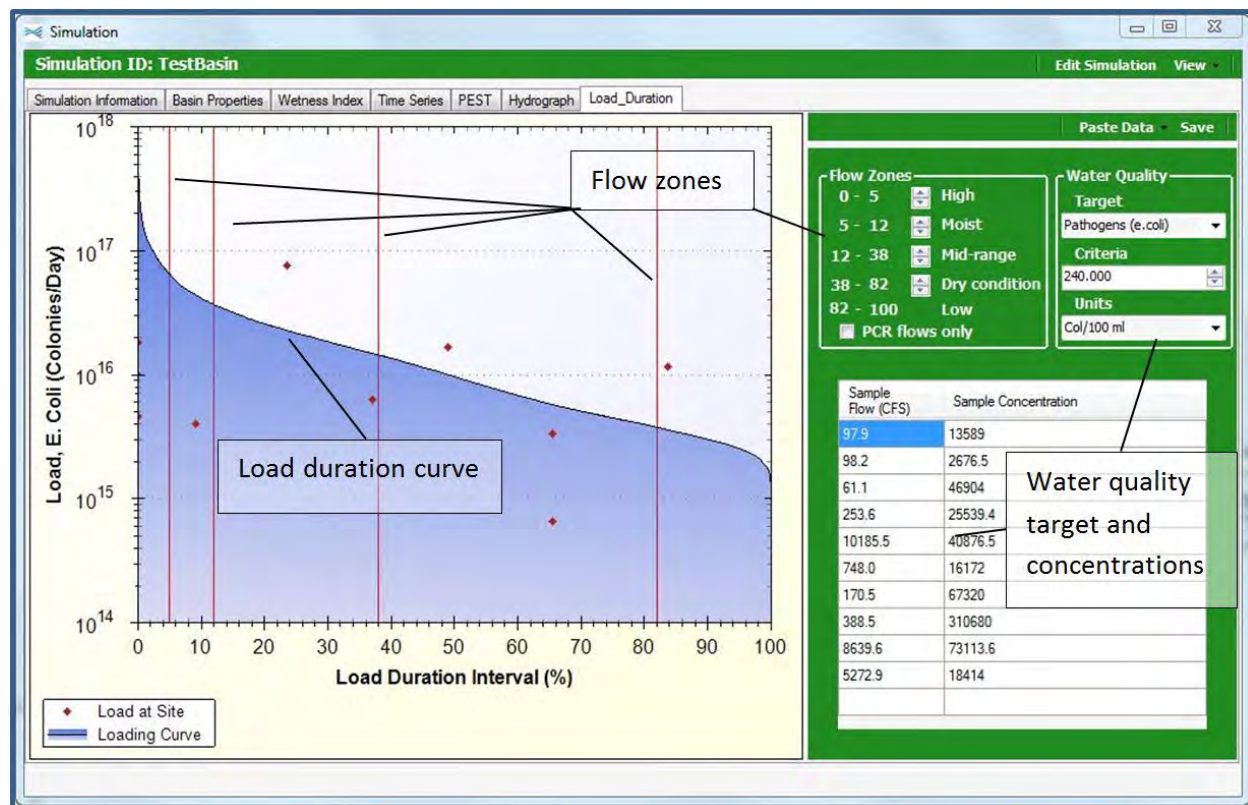 Simulation
Simulation ID: TestBasin
Edit Simulation View
Simulation Information Basin Properties Wetness Index Time Series PEST Hydrograph Load_Duration
Paste Data Save
10^18
10^17
10^16
10^15
10^14
Load, E. Coli (Colonies/Day)
0 10 20 30 40 50 60 70 80 90 100
Load Duration Interval (%)
Load at Site
Loading Curve
Flow zones
Load duration curve
Flow Zones
0 - 5 High
5 - 12 Moist
12 - 38 Mid-range
38 - 82 Dry condition
82 - 100 Low
PCR flows only
Water Quality
Target
Pathogens (e.coli)
Criteria
240.000
Units
Col/100 ml
Sample Flow (CFS) Sample Concentration
97.9 13589
98.2 2676.5
61.1 46904
253.6 25539.4
10185.5 40876.5
748.0 16172
170.5 67320
388.5 310680
8639.6 73113.6
5272.9 18414
Water quality
target and
concentrations